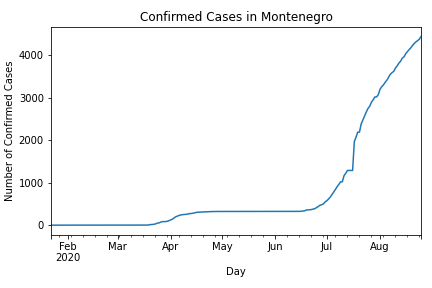 Confirmed Cases in Montenegro
Number of Confirmed Cases
4000
3000
2000
1000
0
Feb Mar Apr May Jun Jul Aug
2020
Day